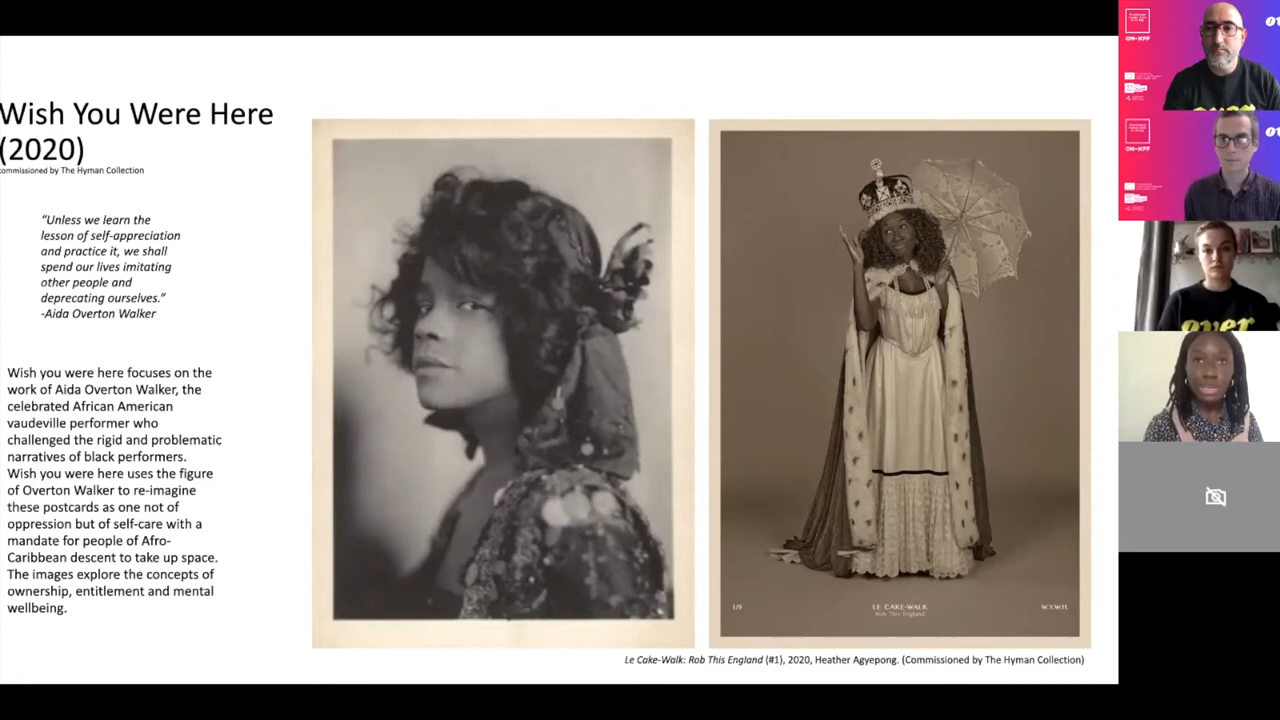 Wish You Were Here
(2020)
commissioned by The Hyman Collection
“Unless we learn the
lesson of self-appreciation
and practice it, we shall
spend our lives imitating
other people and
deprecating ourselves.”
-Aida Overton Walker
Wish you were here focuses on the
work of Aida Overton Walker, the
celebrated African American
vaudeville performer who
challenged the rigid and problematic
narratives of black performers.
Wish you were here uses the figure
of Overton Walker to re-imagine
these postcards as one not of
oppression but of self-care with a
mandate for people of Afro-
Caribbean descent to take up space.
The images explore the concepts of
ownership, entitlement and mental
wellbeing.
1/9
LE CAKE-WALK
Rob This England
W.Y.W.H.
Le Cake-Walk: Rob This England (#1), 2020, Heather Agyepong. (Commissioned by The Hyman Collection)
over
over